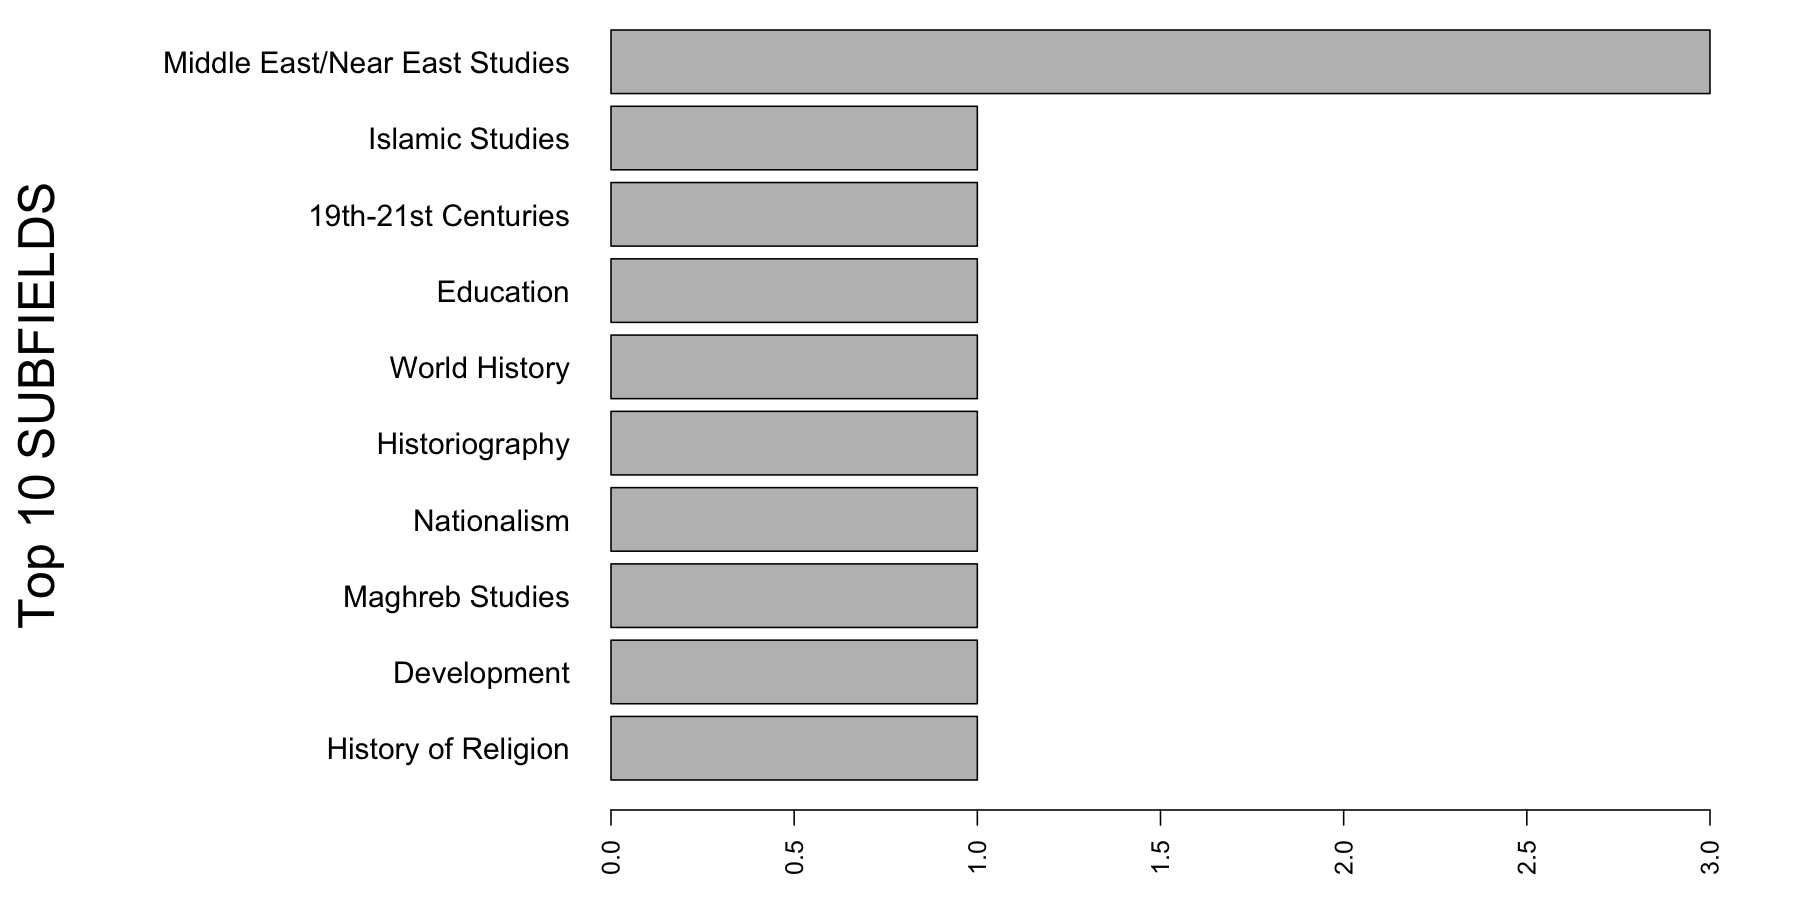 Top 10 SUBFIELDS
Middle East/Near East Studies
Islamic Studies
19th-21st Centuries
Education
World History
Historiography
Nationalism
Maghreb Studies
Development
History of Religion
0.0 0.5 1.0 1.5 2.0 2.5 3.0